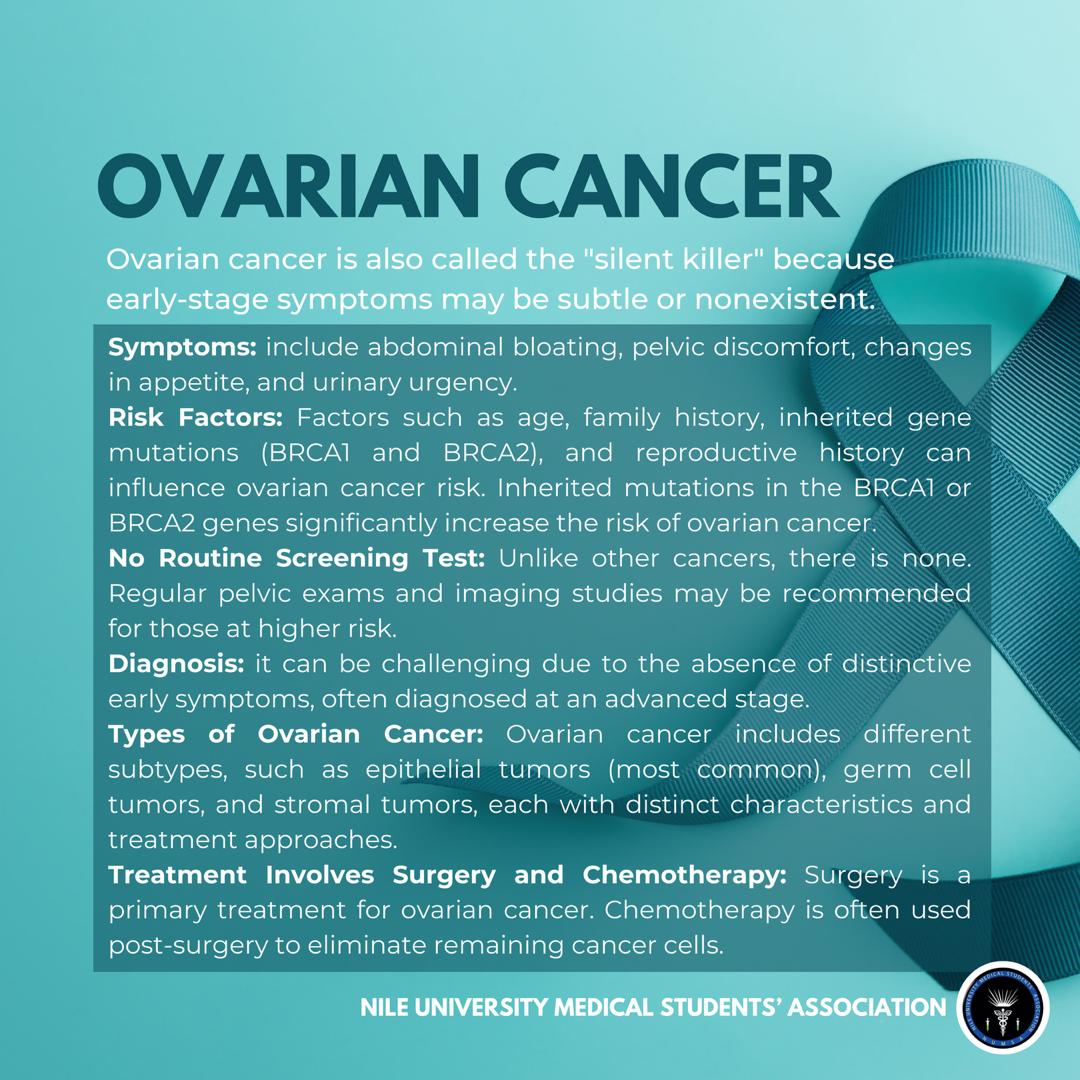 OVARIAN CANCER
Ovarian cancer is also called the "silent killer" because
early-stage symptoms may be subtle or nonexistent.
Symptoms: include abdominal bloating, pelvic discomfort, changes
in appetite, and urinary urgency.
Risk Factors: Factors such as age, family history, inherited gene
mutations (BRCA1 and BRCA2), and reproductive history can
influence ovarian cancer risk. Inherited mutations in the BRCA1 or
BRCA2 genes significantly increase the risk of ovarian cancer.
No Routine Screening Test: Unlike other cancers, there is none.
Regular pelvic exams and imaging studies may be recommended
for those at higher risk.
Diagnosis: it can be challenging due to the absence of distinctive
early symptoms, often diagnosed at an advanced stage.
Types of Ovarian Cancer: Ovarian cancer includes different
subtypes, such as epithelial tumors (most common), germ cell
tumors, and stromal tumors, each with distinct characteristics and
treatment approaches.
Treatment Involves Surgery and Chemotherapy: Surgery is a
primary treatment for ovarian cancer. Chemotherapy is often used
post-surgery to eliminate remaining cancer cells.
NILE UNIVERSITY MEDICAL STUDENTS’ ASSOCIATION
NILE UNIVERSITY MEDICAL STUDENTS' ASSOCIATION
NUMSA